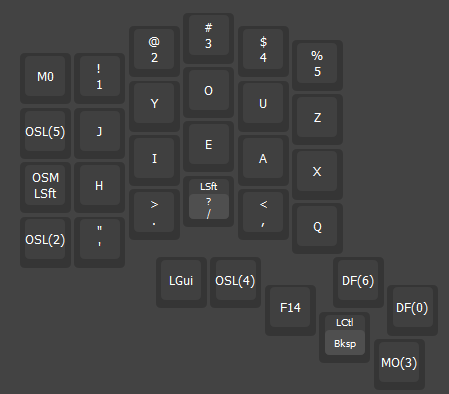 M0
!
1
@
2
#
3
$
4
%
5
OSL(5)
J
Y
O
U
Z
OSM
LSft
H
I
E
A
X
OSL(2)
"
'
>
.
LSft
?
/
<
,
Q
LGui
OSL(4)
F14
LCtl
Bksp
DF(6)
DF(0)
MO(3)